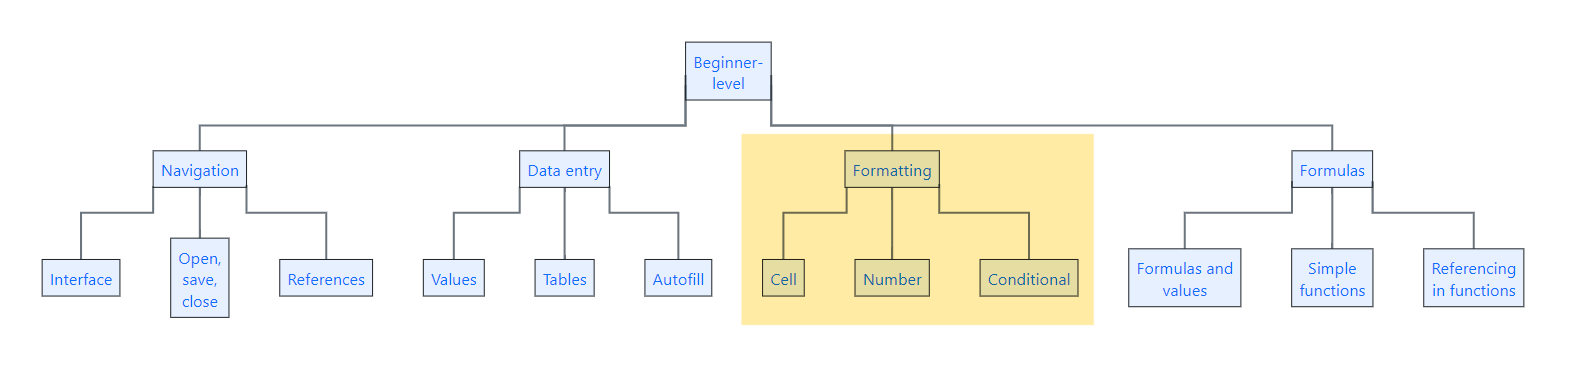 Beginner-
level
Navigation
Data entry
Formatting
Formulas
Interface
Open,
save,
close
References
Values
Tables
Autofill
Cell
Number
Conditional
Formulas and
values
Simple
functions
Referencing
in functions